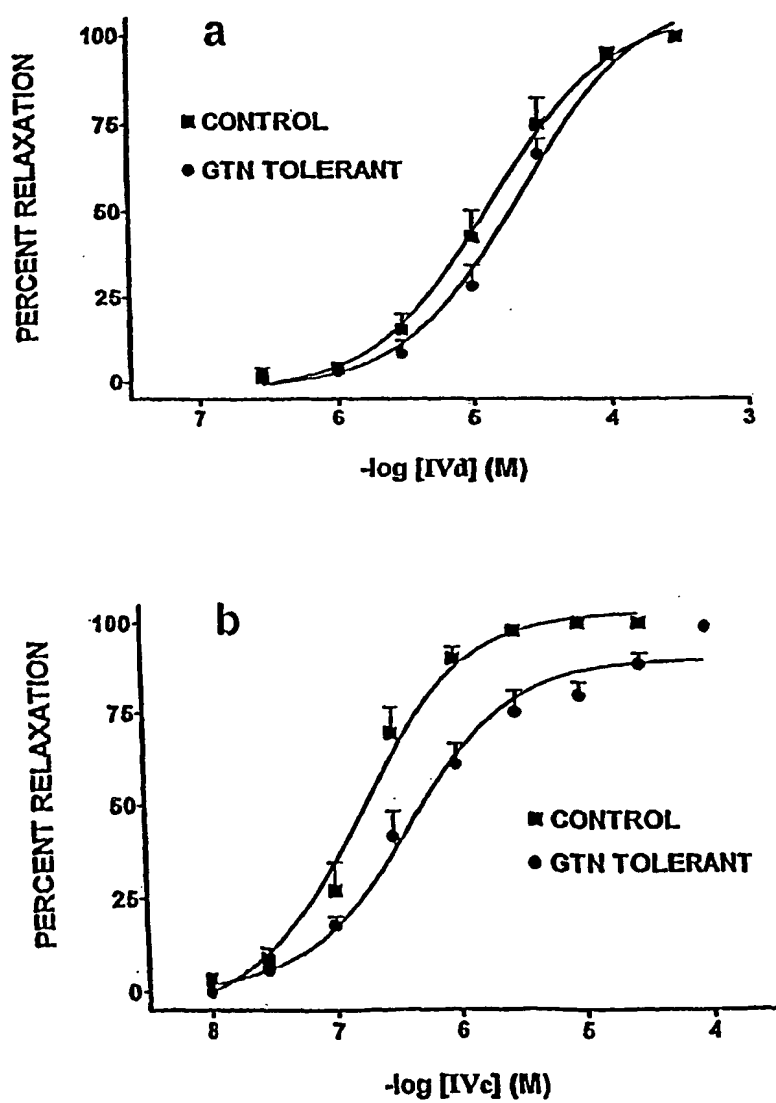 a
100
75
50
25
0
PERCENT RELAXATION
CONTROL
GTN TOLERANT
7 6 5 4 3
-log [IVd] (M)
b
100
75
50
25
0
PERCENT RELAXATION
CONTROL
GTN TOLERANT
8 7 6 5 4
-log [IVc] (M)